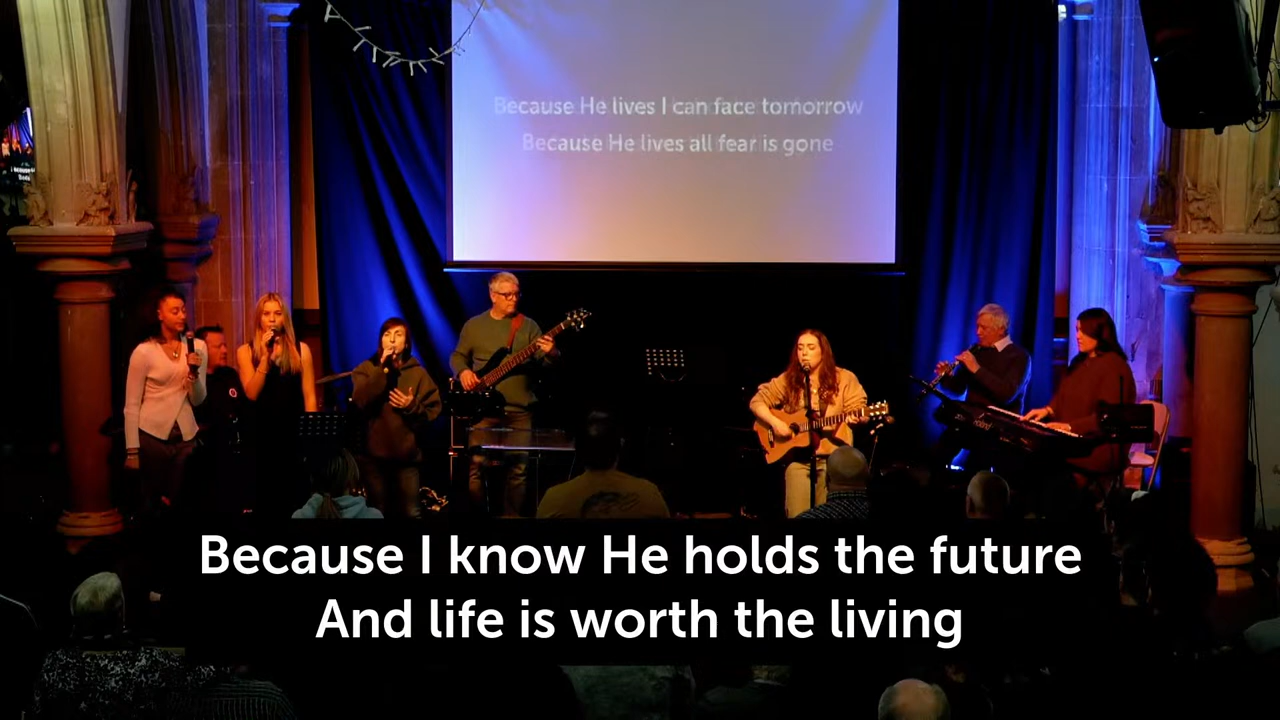 Because He lives I can face tomorrow
Because He lives all fear is gone
Because I know He holds the future
And life is worth the living